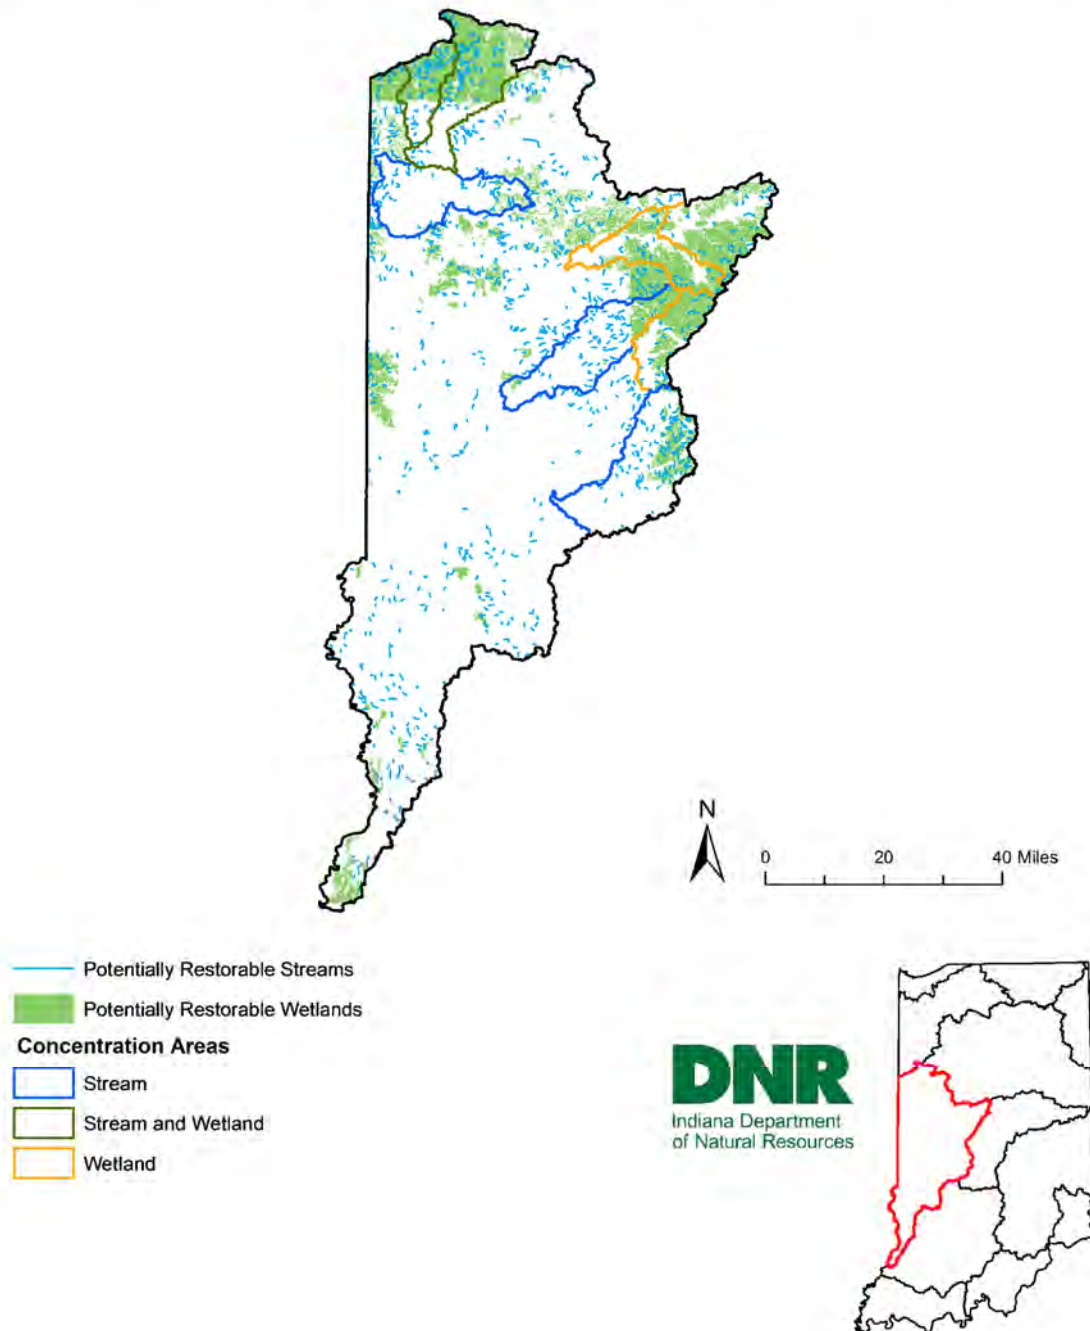 N
0 20 40 Miles
Potentially Restorable Streams
Potentially Restorable Wetlands
Concentration Areas
Stream
Stream and Wetland
Wetland
DNR
Indiana Department
of Natural Resources